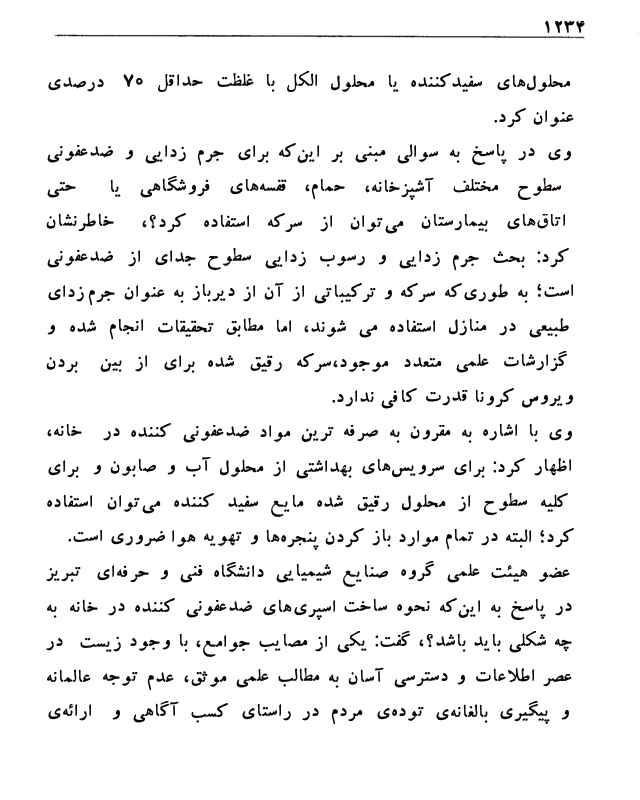 ۱۲۳۴
محلول‌های سفیدکننده یا محلول الکل با غلظت حداقل ۷۰ درصدی
عنوان کرد.
وی در پاسخ به سوالی مبنی بر این‌که برای جرم زدایی و ضدعفونی
سطوح مختلف آشپزخانه، حمام، قفسه‌های فروشگاهی یا حتی
اتاق‌های بیمارستان می‌توان از سرکه استفاده کرد؟، خاطرنشان
کرد: بحث جرم زدایی و رسوب زدایی سطوح جدای از ضدعفونی
است؛ به طوری‌که سرکه و ترکیباتی از آن از دیرباز به عنوان جرم‌زدای
طبیعی در منازل استفاده می شوند، اما مطابق تحقیقات انجام شده و
گزارشات علمی متعدد موجود،سرکه رقیق شده برای از بین بردن
ویروس کرونا قدرت کافی ندارد.
وی با اشاره به مقرون به صرفه ترین مواد ضدعفونی کننده در خانه،
اظهار کرد: برای سرویس‌های بهداشتی از محلول آب و صابون و برای
کلیه سطوح از محلول رقیق شده مایع سفید کننده می‌توان استفاده
کرد؛ البته در تمام موارد باز کردن پنجره‌ها و تهویه هوا ضروری است.
عضو هیئت علمی گروه صنایع شیمیایی دانشگاه فنی و حرفه‌ای تبریز
در پاسخ به این‌که نحوه ساخت اسپری‌های ضدعفونی کننده در خانه به
چه شکلی باید باشد؟، گفت: یکی از مصایب جوامع، با وجود زیست در
عصر اطلاعات و دسترسی آسان به مطالب علمی موثق، عدم توجه عالمانه
و پیگیری بالغانه‌ی توده‌ی مردم در راستای کسب آگاهی و ارائه‌ی